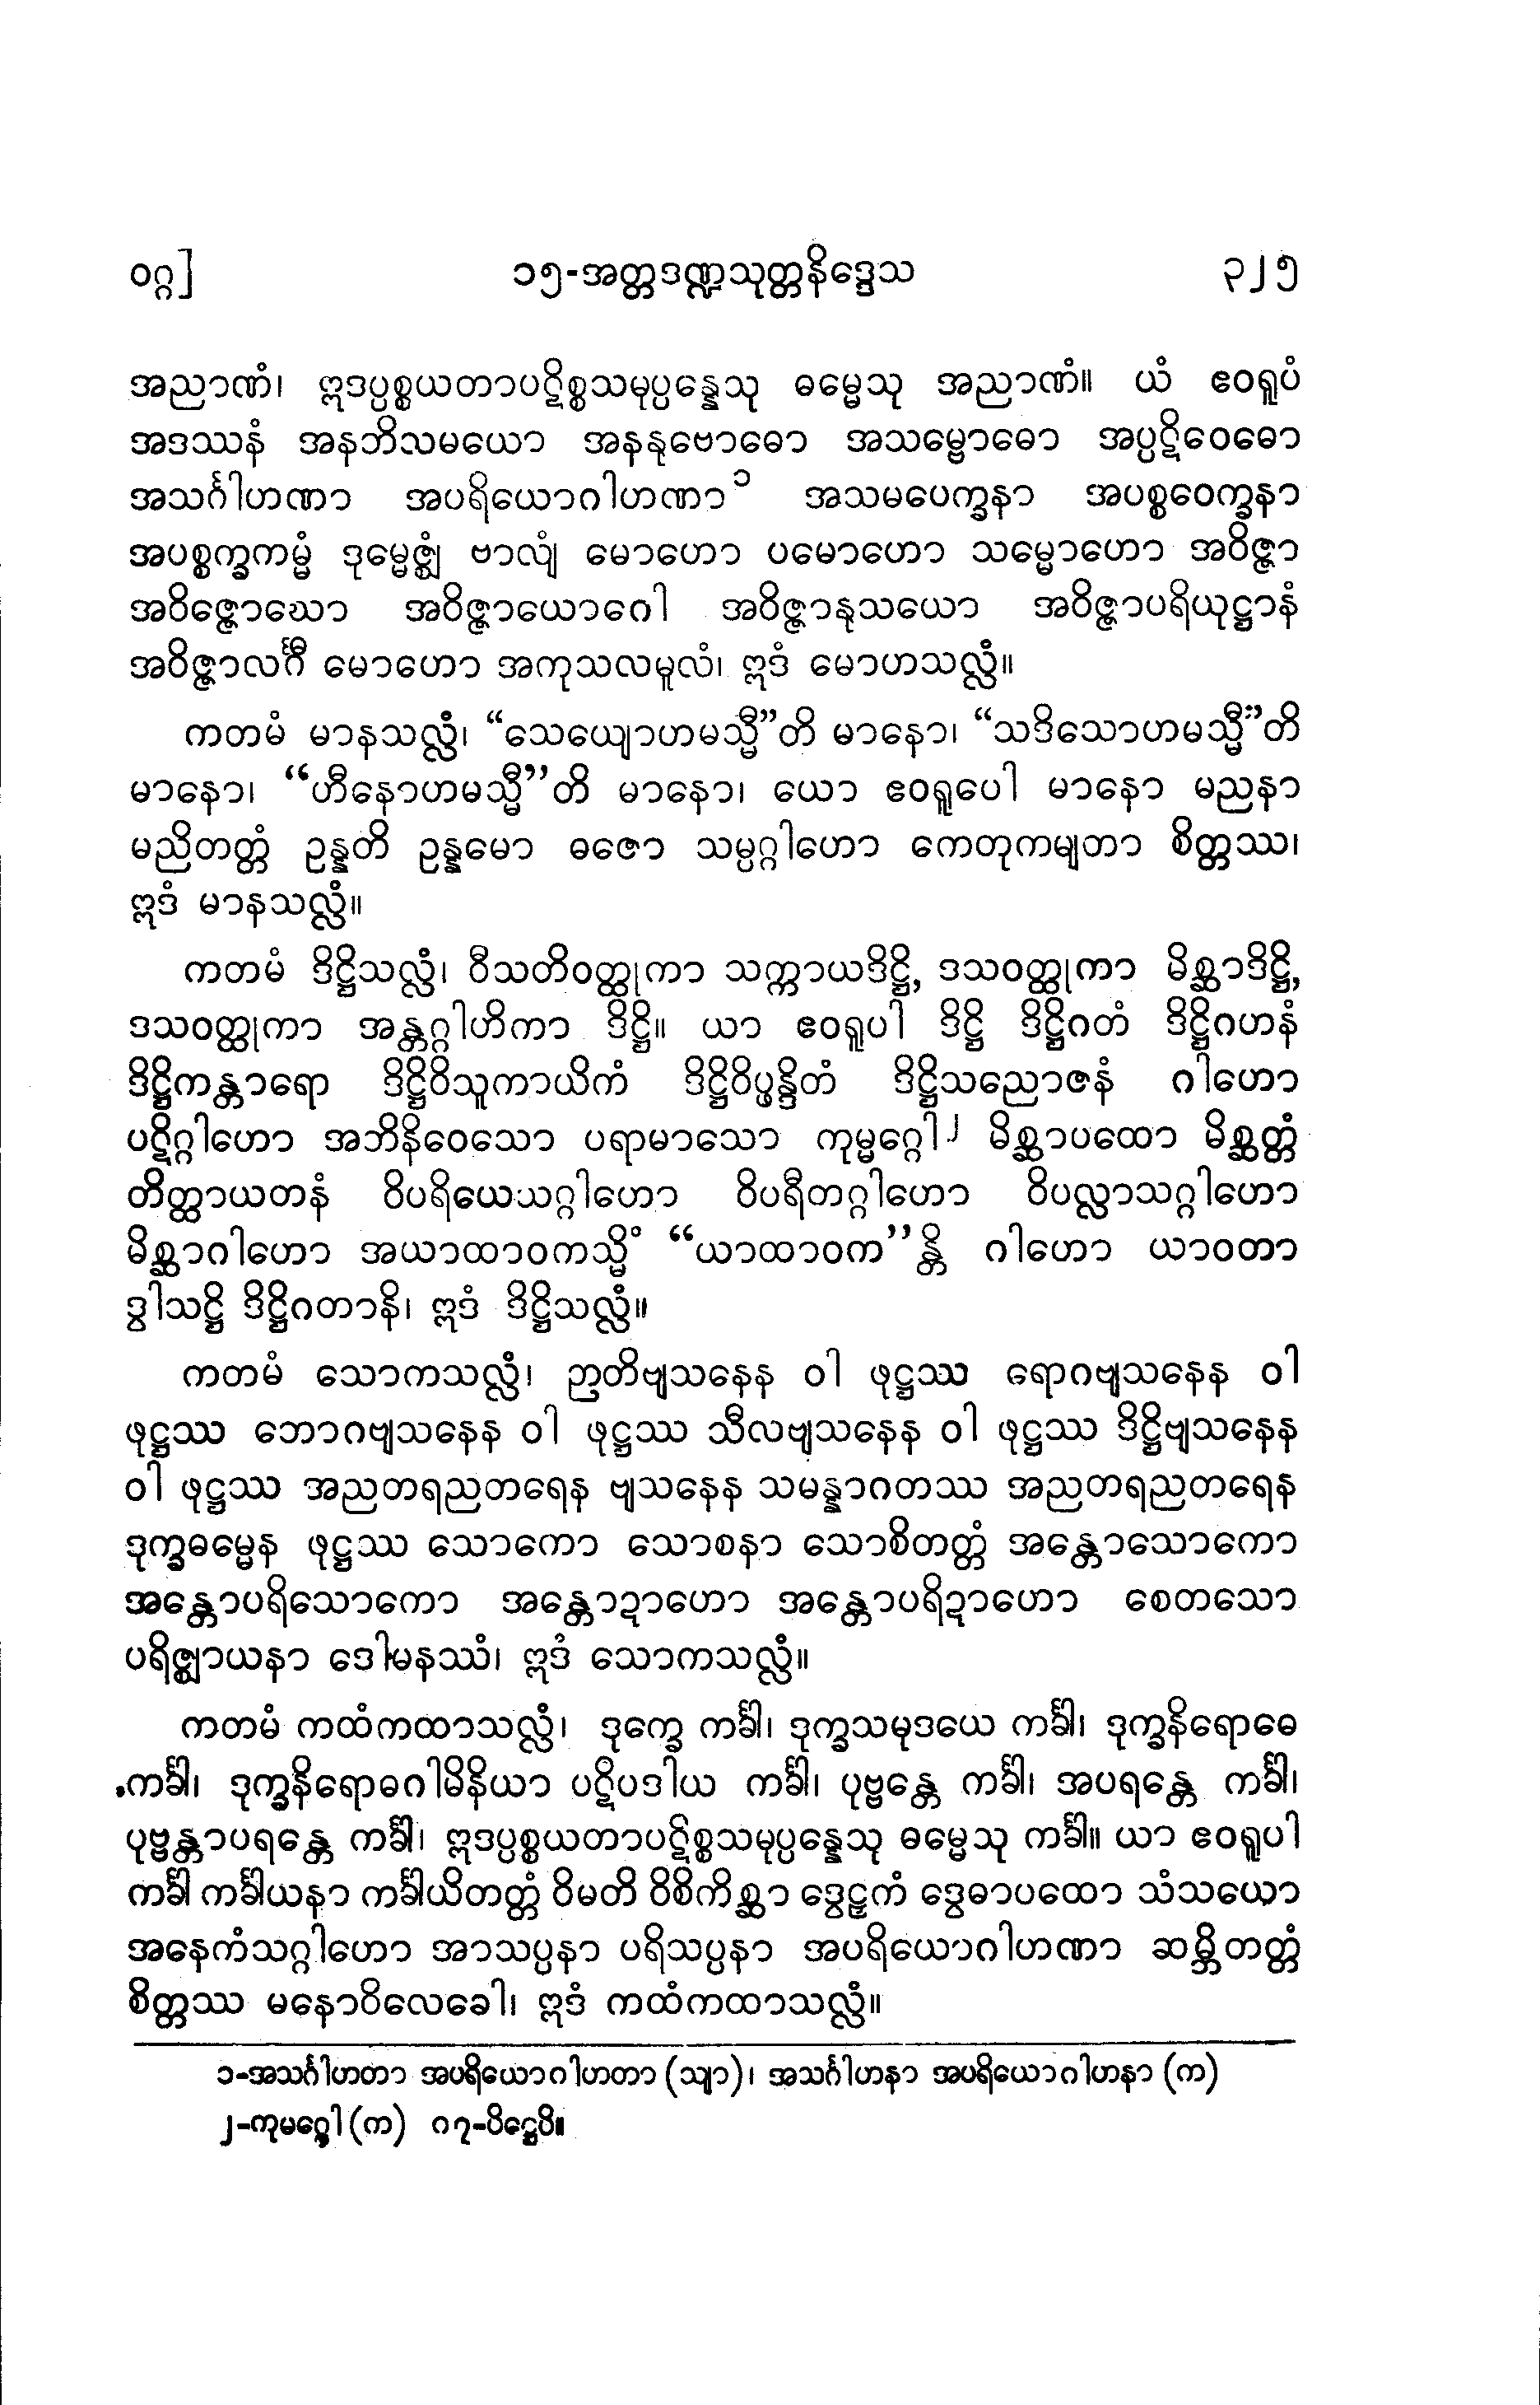 ဝဂ္ဂ]
၁၅-အတ္တဒဏ္ဍသုတ္တနိဒ္ဒေသ
၃၂၅
အညာဏံ၊ ဣဒပ္ပစ္စယတာပဋိစ္စသမုပ္ပန္နေသု ဓမ္မေသု အညာဏံ။ ယံ ဧဝရူပံ
အဒဿနံ အနဘိသမယော အနနုဗောဓော အသမ္ဗောဓော အပ္ပဋိဝေဓော
အသင်္ဂါဟဏာ အပရိယောဂါဟဏာ ၁ အသမပေက္ခနာ အပစ္စဝေက္ခနာ
အပစ္စက္ခကမ္မံ ဒုမ္မေဇ္ဈံ ဗာလျံ မောဟော ပမောဟော သမ္မောဟော အဝိဇ္ဇာ
အဝိဇ္ဇောဃော အဝိဇ္ဇာယောဂေါ အဝိဇ္ဇာနုသယော အဝိဇ္ဇာပရိယုဋ္ဌာနံ
အဝိဇ္ဇာလင်္ဂီ မောဟော အကုသလမူလံ၊ ဣဒံ မောဟသလ္လံ။
ကတမံ မာနသလ္လံ၊ “သေယျောဟမသ္မီ”တိ မာနော၊ “သဒိသောဟမသ္မီ”တိ
မာနော၊ “ဟီနောဟမသ္မီ”တိ မာနော၊ ယော ဧဝရူပေါ မာနော မညနာ
မညိတတ္တံ ဥန္နတိ ဥန္နမော ဓဇော သမ္ပဂ္ဂါဟော ကေတုကမျတာ စိတ္တဿ၊
ဣဒံ မာနသလ္လံ။
ကတမံ ဒိဋ္ဌိသလ္လံ၊ ဝီသတိဝတ္ထုကာ သက္ကာယဒိဋ္ဌိ, ဒသဝတ္ထုကာ မိစ္ဆာဒိဋ္ဌိ,
ဒသဝတ္ထုကာ အန္တဂ္ဂါဟိကာ ဒိဋ္ဌိ။ ယာ ဧဝရူပါ ဒိဋ္ဌိ ဒိဋ္ဌိဂတံ ဒိဋ္ဌိဂဟနံ
ဒိဋ္ဌိကန္တာရော ဒိဋ္ဌိဝိသူကာယိကံ ဒိဋ္ဌိဝိပ္ဖန္ဒိတံ ဒိဋ္ဌိသညောဇနံ ဂါဟော
ပဋိဂ္ဂါဟော အဘိနိဝေသော ပရာမာသော ကုမ္မဂ္ဂေါ ၂ မိစ္ဆာပထော မိစ္ဆတ္တံ
တိတ္ထာယတနံ ဝိပရိယေသဂ္ဂါဟော ဝိပရီတဂ္ဂါဟော ဝိပလ္လာသဂ္ဂါဟော
မိစ္ဆာဂါဟော အယာထာဝကသ္မိံ “ယာထာဝက”န္တိ ဂါဟော ယာဝတာ
ဒွါသဋ္ဌိ ဒိဋ္ဌိဂတာနိ၊ ဣဒံ ဒိဋ္ဌိသလ္လံ။
ကတမံ သောကသလ္လံ၊ ဉာတိဗျသနေန ဝါ ဖုဋ္ဌဿ ရောဂဗျသနေန ဝါ
ဖုဋ္ဌဿ ဘောဂဗျသနေန ဝါ ဖုဋ္ဌဿ သီလဗျသနေန ဝါ ဖုဋ္ဌဿ ဒိဋ္ဌိဗျသနေန
ဝါ ဖုဋ္ဌဿ အညတရညတရေန ဗျသနေန သမန္နာဂတဿ အညတရညတရေန
ဒုက္ခဓမ္မေန ဖုဋ္ဌဿ သောကော သောစနာ သောစိတတ္တံ အန္တောသောကော
အန္တောပရိသောကော အန္တောဍာဟော အန္တောပရိဍာဟော စေတသော
ပရိဇ္ဈာယနာ ဒေါမနဿံ၊ ဣဒံ သောကသလ္လံ။
ကတမံ ကထံကထာသလ္လံ၊ ဒုက္ခေ ကင်္ခါ၊ ဒုက္ခသမုဒယေ ကင်္ခါ၊ ဒုက္ခနိရောဓေ
ကင်္ခါ၊ ဒုက္ခနိရောဓဂါမိနိယာ ပဋိပဒါယ ကင်္ခါ၊ ပုဗ္ဗန္တေ ကင်္ခါ၊ အပရန္တေ ကင်္ခါ၊
ပုဗ္ဗန္တာပရန္တေ ကင်္ခါ၊ ဣဒပ္ပစ္စယတာပဋိစ္စသမုပ္ပန္နေသု ဓမ္မေသု ကင်္ခါ။ ယာ ဧဝရူပါ
ကင်္ခါ ကင်္ခါယနာ ကင်္ခါယိတတ္တံ ဝိမတိ ဝိစိကိစ္ဆာ ဒွေဠှကံ ဒွေဓာပထော သံသယော
အနေကံသဂ္ဂါဟော အာသပ္ပနာ ပရိသပ္ပနာ အပရိယောဂါဟဏာ ဆမ္ဘိတတ္တံ
စိတ္တဿ မနောဝိလေခေါ၊ ဣဒံ ကထံကထာသလ္လံ။
၁-အသင်္ဂါဟတာ အပရိယောဂါဟတာ (သျာ)၊ အသင်္ဂါဟနာ အပရိယောဂါဟနာ (က)
၂-ကုမဂ္ဂေါ (က) ဂ၇-ပိဋ္ဌေပိ။